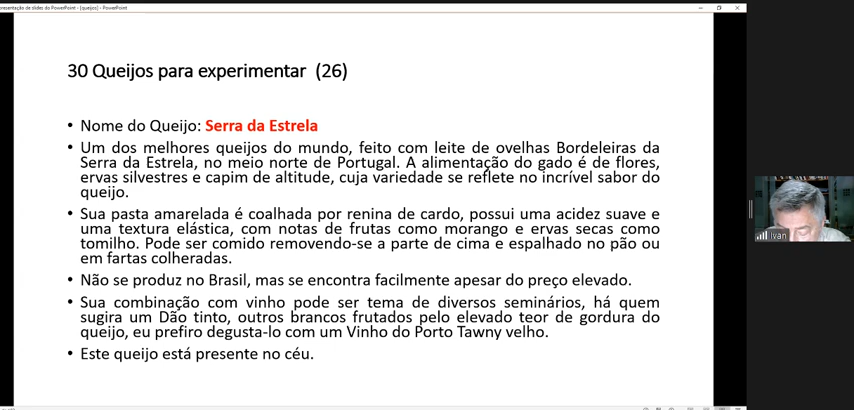 presentação de slides do PowerPoint - [queijos] - PowerPoint
30 Queijos para experimentar (26)
• Nome do Queijo: Serra da Estrela
• Um dos melhores queijos do mundo, feito com leite de ovelhas Bordeleiras da
Serra da Estrela, no meio norte de Portugal. A alimentação do gado é de flores,
ervas silvestres e capim de altitude, cuja variedade se reflete no incrível sabor do
queijo.
• Sua pasta amarelada é coalhada por renina de cardo, possui uma acidez suave e
uma textura elástica, com notas de frutas como morango e ervas secas como
tomilho. Pode ser comido removendo-se a parte de cima e espalhado no pão ou
em fartas colheradas.
• Não se produz no Brasil, mas se encontra facilmente apesar do preço elevado.
• Sua combinação com vinho pode ser tema de diversos seminários, há quem
sugira um Dão tinto, outros brancos frutados pelo elevado teor de gordura do
queijo, eu prefiro degusta-lo com um Vinho do Porto Tawny velho.
• Este queijo está presente no céu.
Ivan